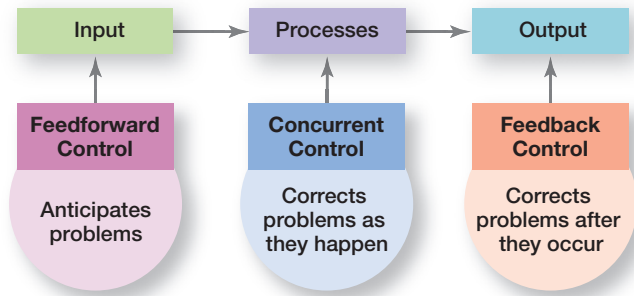 Input
Processes
Output
Feedforward
Control
Concurrent
Control
Feedback
Control
Anticipates
problems
Corrects
problems as
they happen
Corrects
problems after
they occur